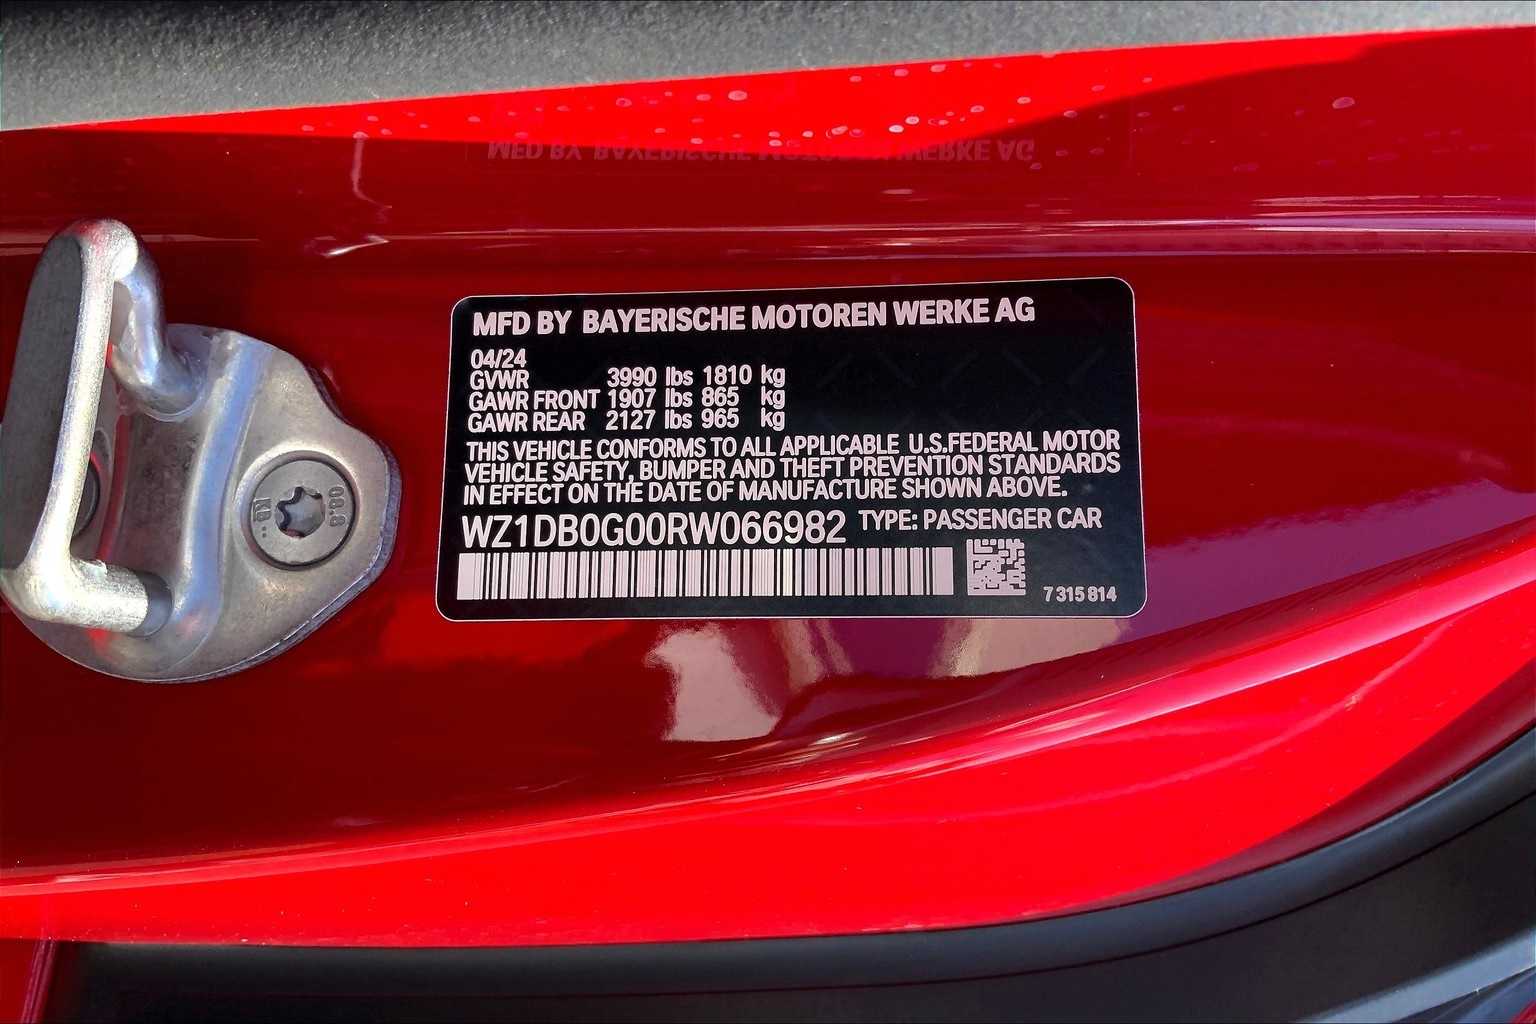 MFD BY BAYERISCHE MOTOREN WERKE AG
04/24
GVWR 3990 lbs 1810 kg
GAWR FRONT 1907 lbs 865 kg
GAWR REAR 2127 lbs 965 kg
THIS VEHICLE CONFORMS TO ALL APPLICABLE U.S.FEDERAL MOTOR
VEHICLE SAFETY, BUMPER AND THEFT PREVENTION STANDARDS
IN EFFECT ON THE DATE OF MANUFACTURE SHOWN ABOVE.
WZ1DB0G00RW066982 TYPE: PASSENGER CAR
7 315 814
08.8